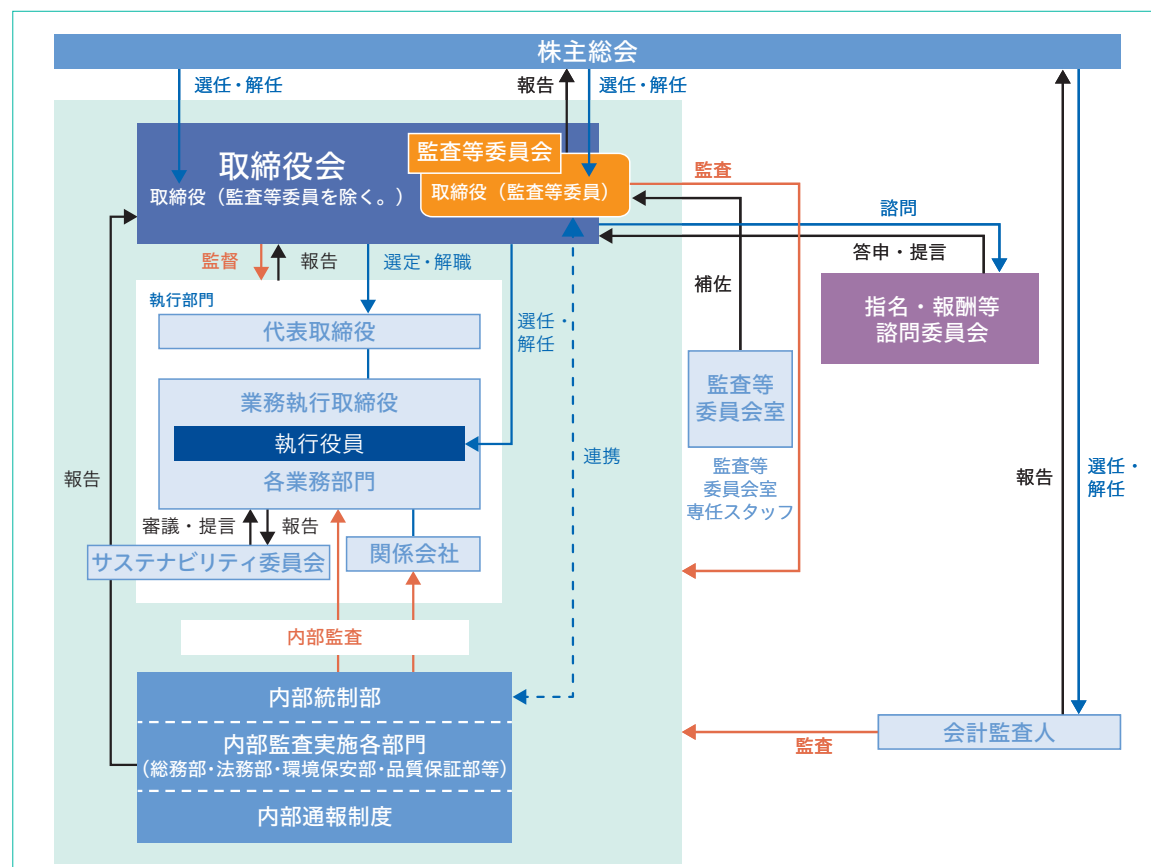 株主総会
選任・解任
報告
選任・解任
監査等委員会
取締役会
取締役（監査等委員を除く。）
取締役（監査等委員）
監査
諮問
答申・提言
監督
報告
選定・解職
補佐
執行部門
代表取締役
選任・
解任
指名・報酬等
諮問委員会
業務執行取締役
執行役員
各業務部門
監査等
委員会室
監査等
委員会室
専任スタッフ
連携
報告
報告
選任・
解任
審議・提言
報告
サステナビリティ委員会
関係会社
内部監査
内部統制部
内部監査実施各部門
（総務部・法務部・環境保安部・品質保証部等）
内部通報制度
監査
会計監査人